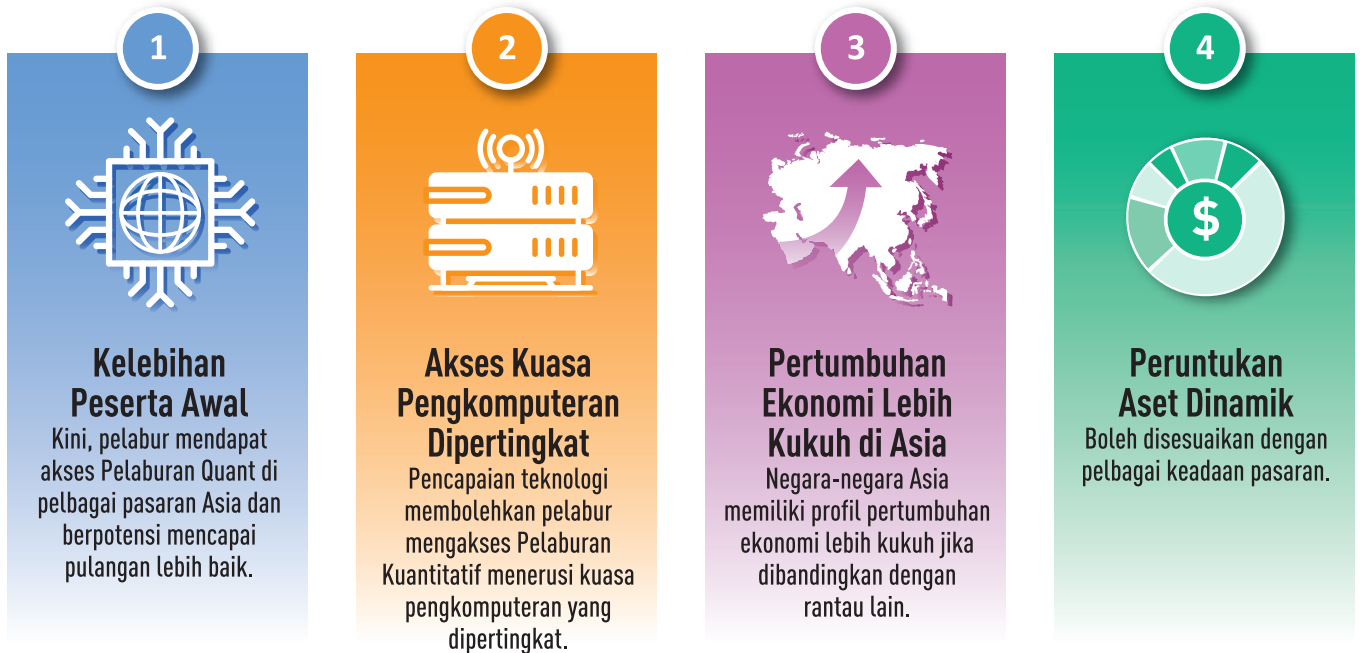 1
Kelebihan
Peserta Awal
Kini, pelabur mendapat
akses Pelaburan Quant di
pelbagai pasaran Asia dan
berpotensi mencapai
pulangan lebih baik.
2
Akses Kuasa
Pengkomputeran
Dipertingkat
Pencapaian teknologi
membolehkan pelabur
mengakses Pelaburan
Kuantitatif menerusi kuasa
pengkomputeran yang
dipertingkat.
3
Pertumbuhan
Ekonomi Lebih
Kukuh di Asia
Negara-negara Asia
memiliki profil pertumbuhan
ekonomi lebih kukuh jika
dibandingkan dengan
rantau lain.
4
$
Peruntukan
Aset Dinamik
Boleh disesuaikan dengan
pelbagai keadaan pasaran.